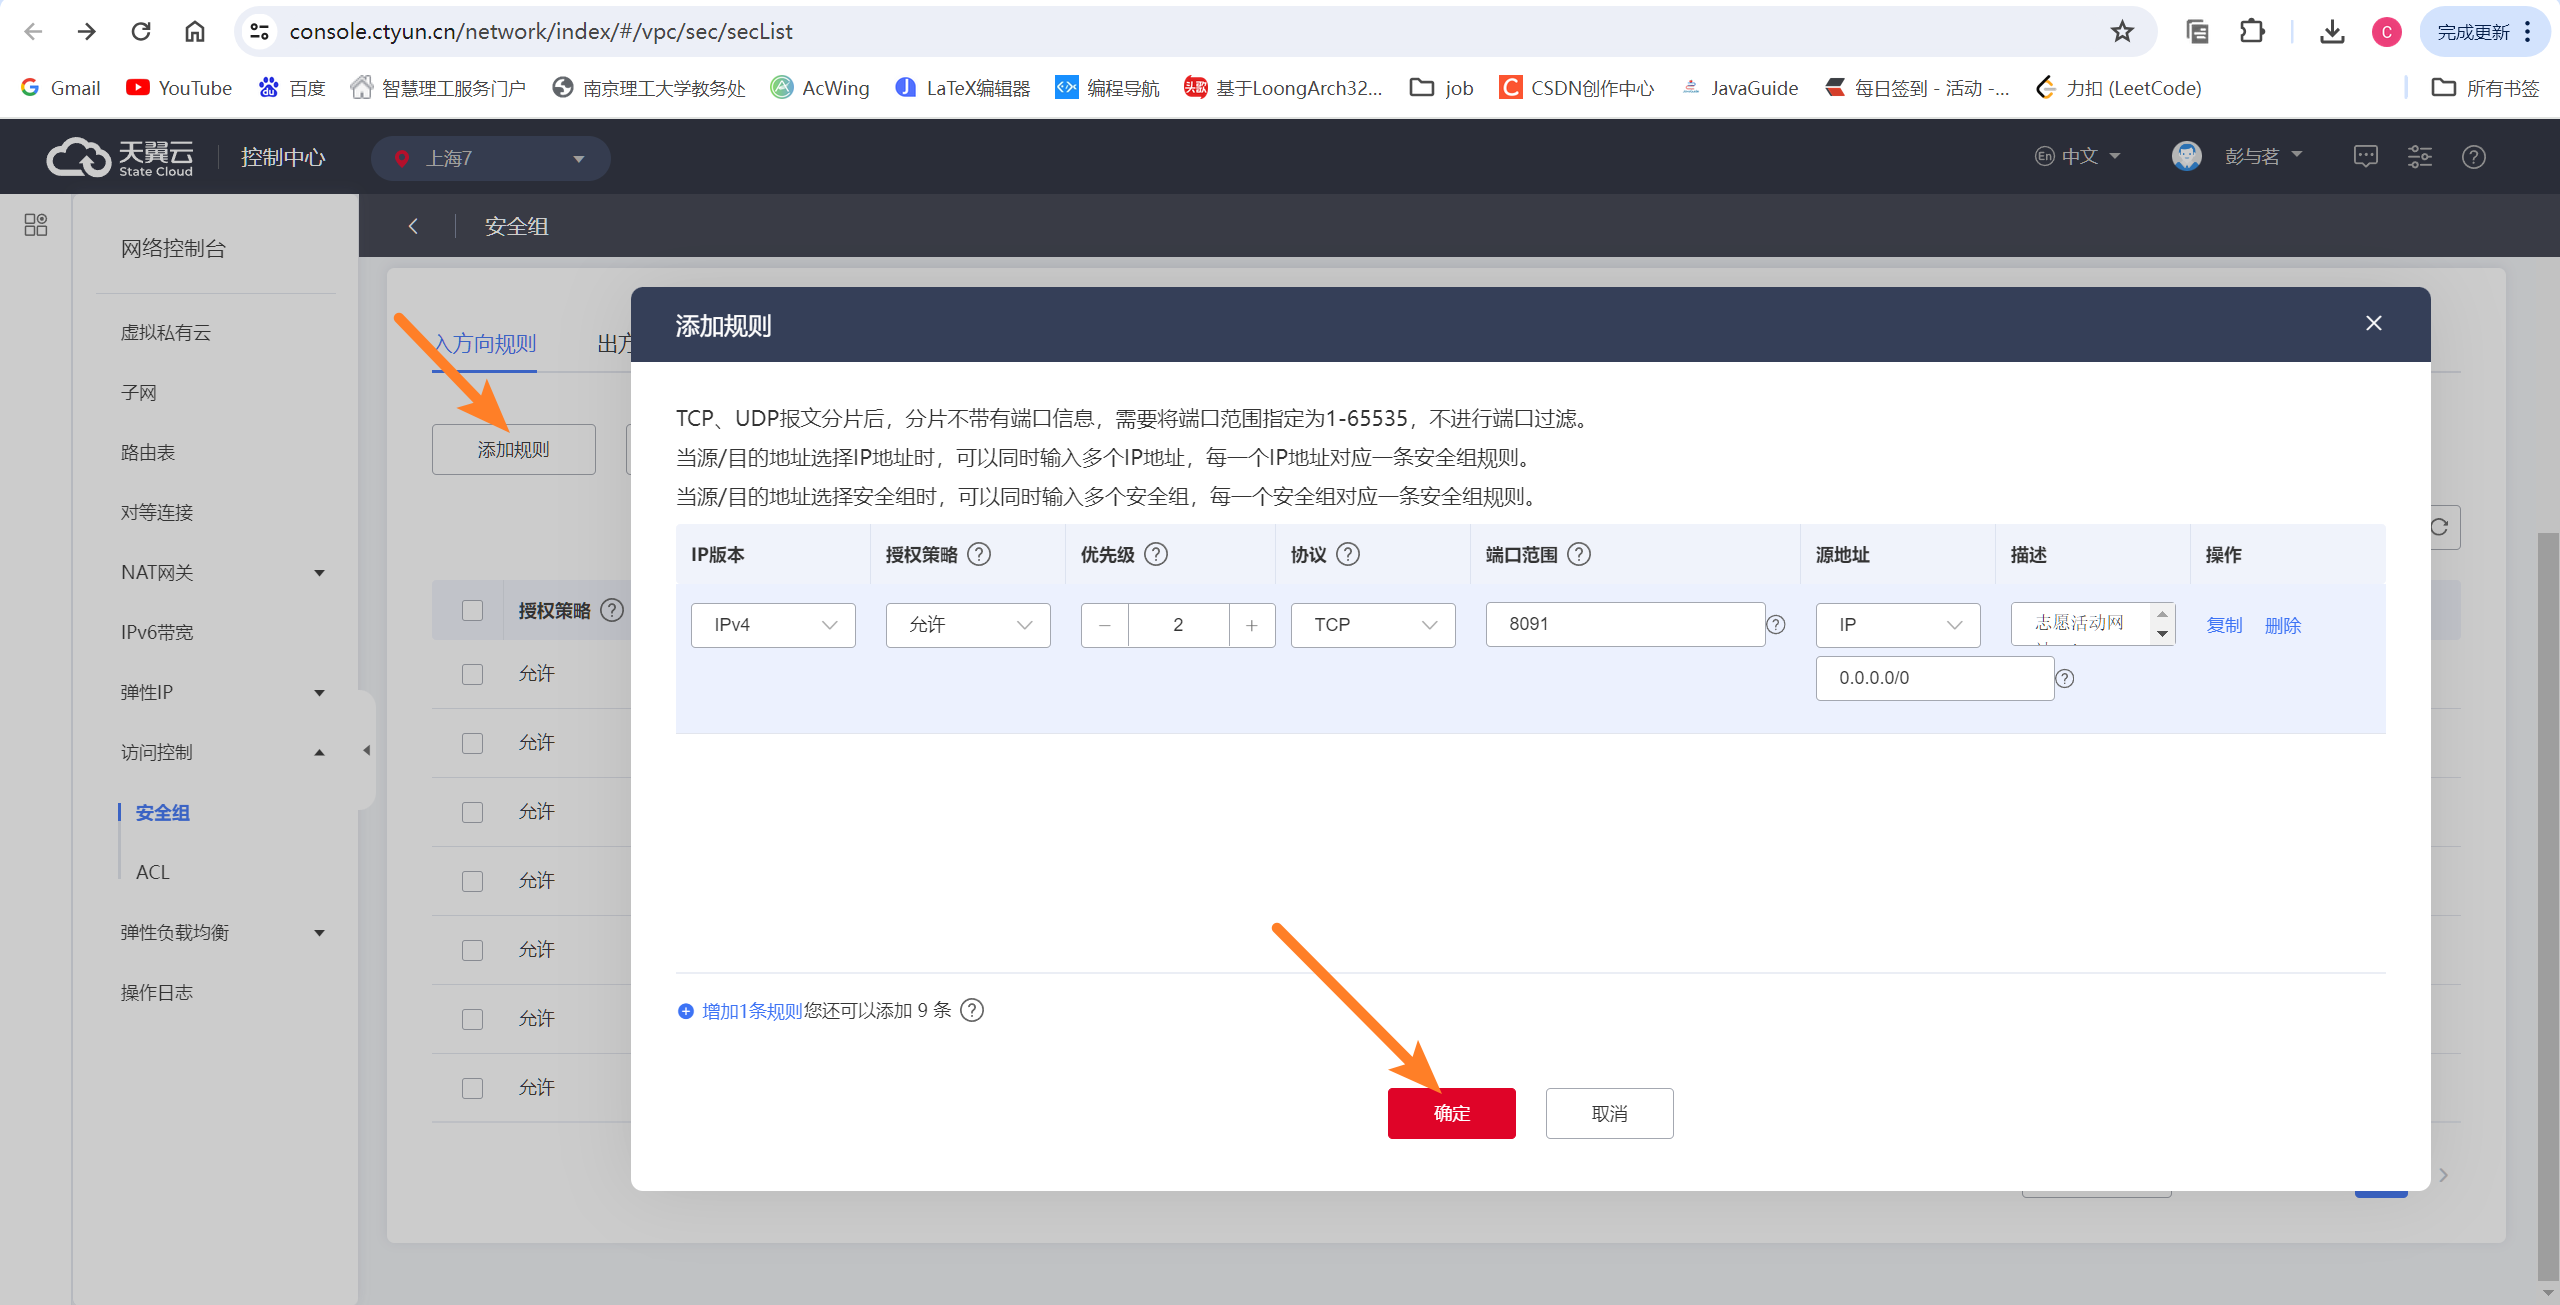 console.ctyun.cn/network/index/#/vpc/sec/secList
C
完成更新
Gmail
YouTube
百度
智慧理工服务门户
南京理工大学教务处
AcWing
LaTeX编辑器
编程导航
基于LoongArch32...
job
CSDN创作中心
JavaGuide
每日签到 - 活动 -...
力扣 (LeetCode)
所有书签
天翼云
State Cloud
控制中心
上海7
En 中文
彭与茗
安全组
网络控制台
虚拟私有云
子网
路由表
对等连接
NAT网关
IPv6带宽
弹性IP
访问控制
安全组
ACL
弹性负载均衡
操作日志
入方向规则
出方
添加规则
授权策略
允许
允许
允许
允许
允许
允许
允许
添加规则
TCP、UDP报文分片后，分片不带有端口信息，需要将端口范围指定为1-65535，不进行端口过滤。
当源/目的地址选择IP地址时，可以同时输入多个IP地址，每一个IP地址对应一条安全组规则。
当源/目的地址选择安全组时，可以同时输入多个安全组，每一个安全组对应一条安全组规则。
IP版本 授权策略 优先级 协议 端口范围 源地址 描述 操作
IPv4 允许 − 2 + TCP 8091 IP 志愿活动网 复制 删除
0.0.0.0/0
增加1条规则您还可以添加 9 条
确定 取消